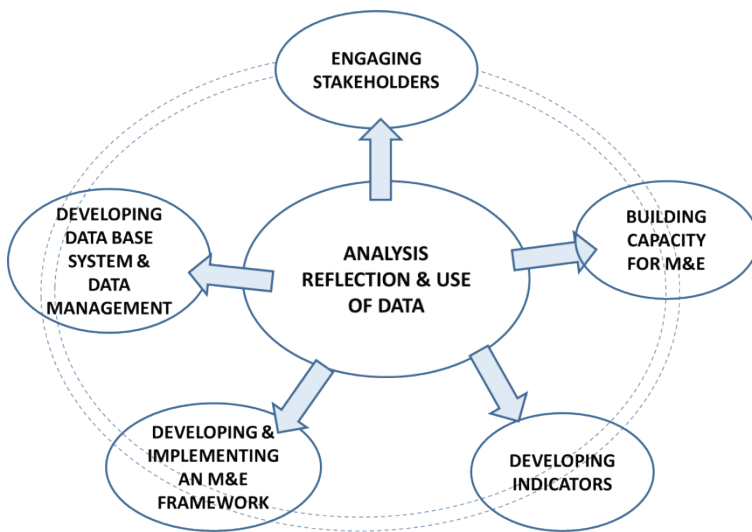 ENGAGING
STAKEHOLDERS
BUILDING
CAPACITY
FOR M&E
DEVELOPING
INDICATORS
DEVELOPING &
IMPLEMENTING
AN M&E
FRAMEWORK
DEVELOPING
DATA BASE
SYSTEM &
DATA
MANAGEMENT
ANALYSIS
REFLECTION & USE
OF DATA